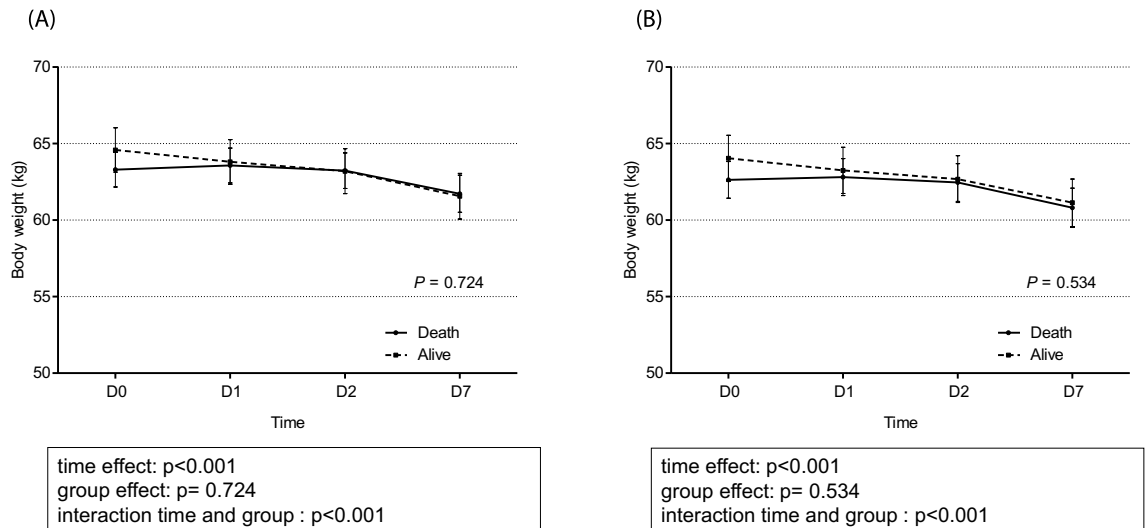 (A)
70
65
60
55
50
Body weight (kg)
P = 0.724
Death
Alive
D0 D1 D2 D7
Time
time effect: p<0.001
group effect: p= 0.724
interaction time and group : p<0.001
(B)
70
65
60
55
50
Body weight (kg)
P = 0.534
Death
Alive
D0 D1 D2 D7
Time
time effect: p<0.001
group effect: p= 0.534
interaction time and group : p<0.001